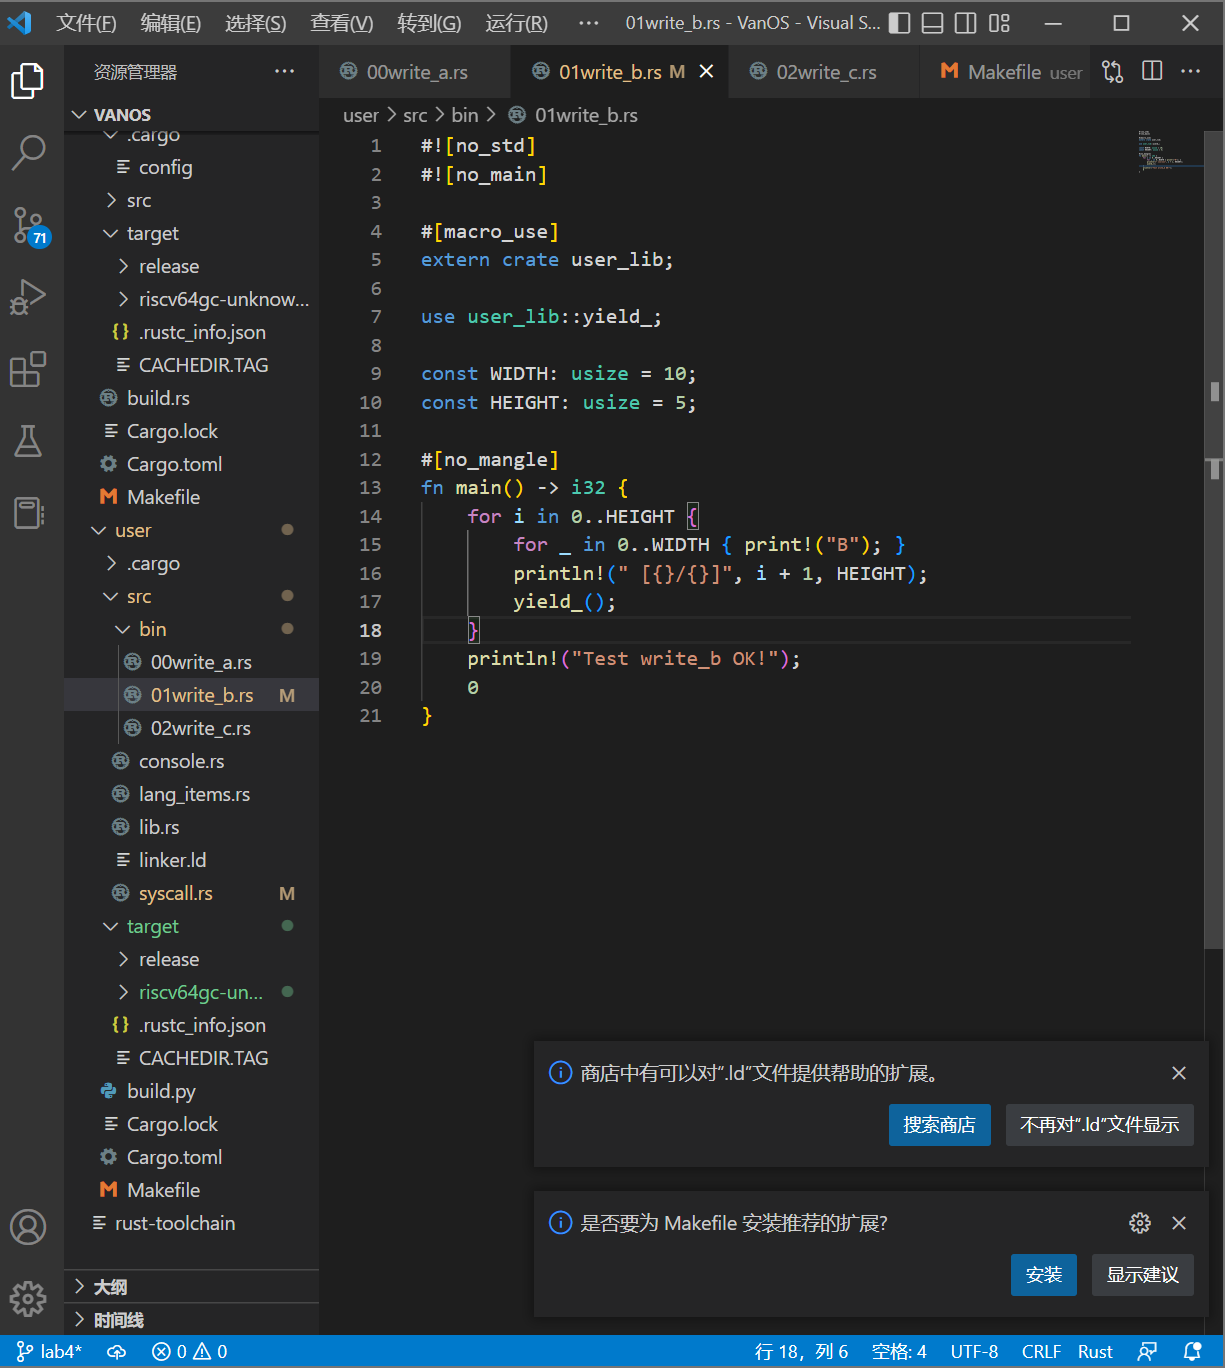 文件(F) 编辑(E) 选择(S) 查看(V) 转到(G) 运行(R) ··· 01write_b.rs - VanOS - Visual S...
资源管理器 ···
VANOS
.cargo
config
src
target
release
riscv64gc-unknow...
{} .rustc_info.json
CACHEDIR.TAG
build.rs
Cargo.lock
Cargo.toml
M Makefile
user
.cargo
src
bin
00write_a.rs
01write_b.rs M
02write_c.rs
console.rs
lang_items.rs
lib.rs
linker.ld
syscall.rs M
target
release
riscv64gc-un...
{} .rustc_info.json
CACHEDIR.TAG
build.py
Cargo.lock
Cargo.toml
M Makefile
rust-toolchain
大纲
时间线
71
00write_a.rs 01write_b.rs M 02write_c.rs M Makefile user ···
user > src > bin > 01write_b.rs
1 #![no_std]
2 #![no_main]
3
4 #[macro_use]
5 extern crate user_lib;
6
7 use user_lib::yield_;
8
9 const WIDTH: usize = 10;
10 const HEIGHT: usize = 5;
11
12 #[no_mangle]
13 fn main() -> i32 {
14 for i in 0..HEIGHT {
15 for _ in 0..WIDTH { print!("B"); }
16 println!(" [{}/{}]", i + 1, HEIGHT);
17 yield_();
18 }
19 println!("Test write_b OK!");
20 0
21 }
商店中有可以对“.ld”文件提供帮助的扩展。
搜索商店 不再对“.ld”文件显示
是否要为 Makefile 安装推荐的扩展?
安装 显示建议
lab4* 0 0 行 18，列 6 空格: 4 UTF-8 CRLF Rust